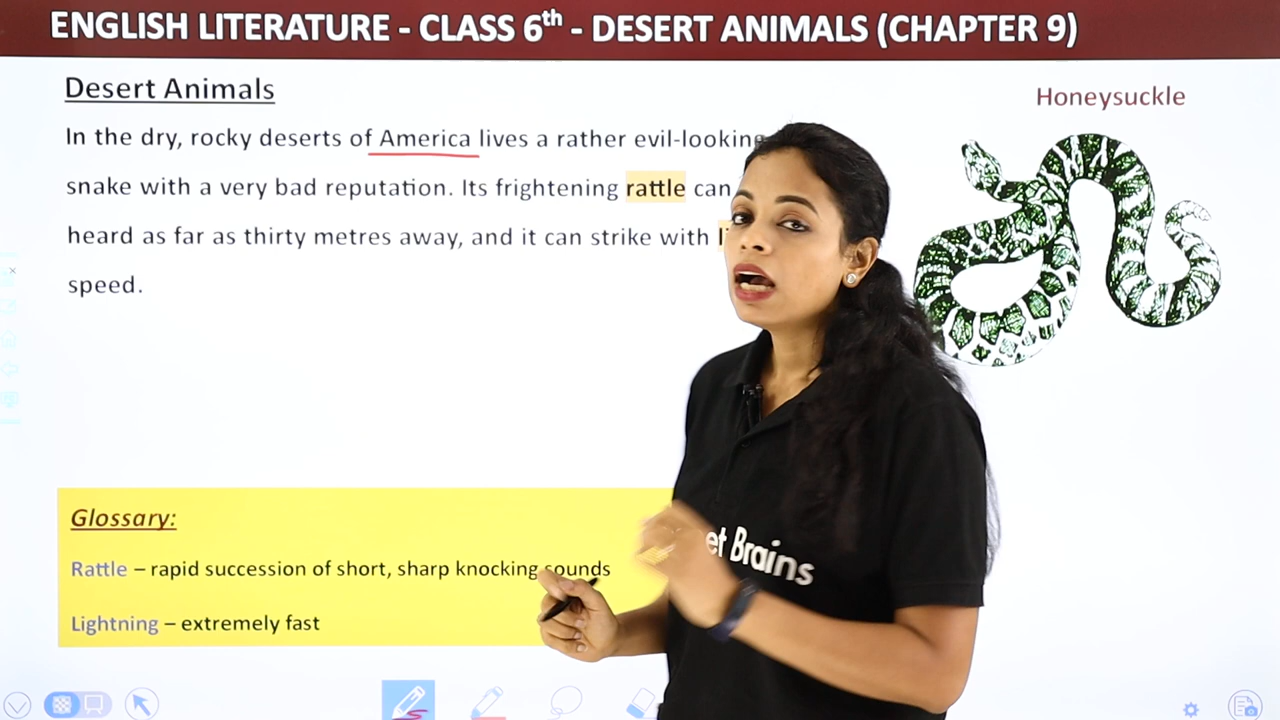 ENGLISH LITERATURE - CLASS 6th - DESERT ANIMALS (CHAPTER 9)
Desert Animals
Honeysuckle
In the dry, rocky deserts of America lives a rather evil-looking
snake with a very bad reputation. Its frightening rattle can
heard as far as thirty metres away, and it can strike with
speed.
Glossary:
Rattle – rapid succession of short, sharp knocking sounds
Lightning – extremely fast
Brains